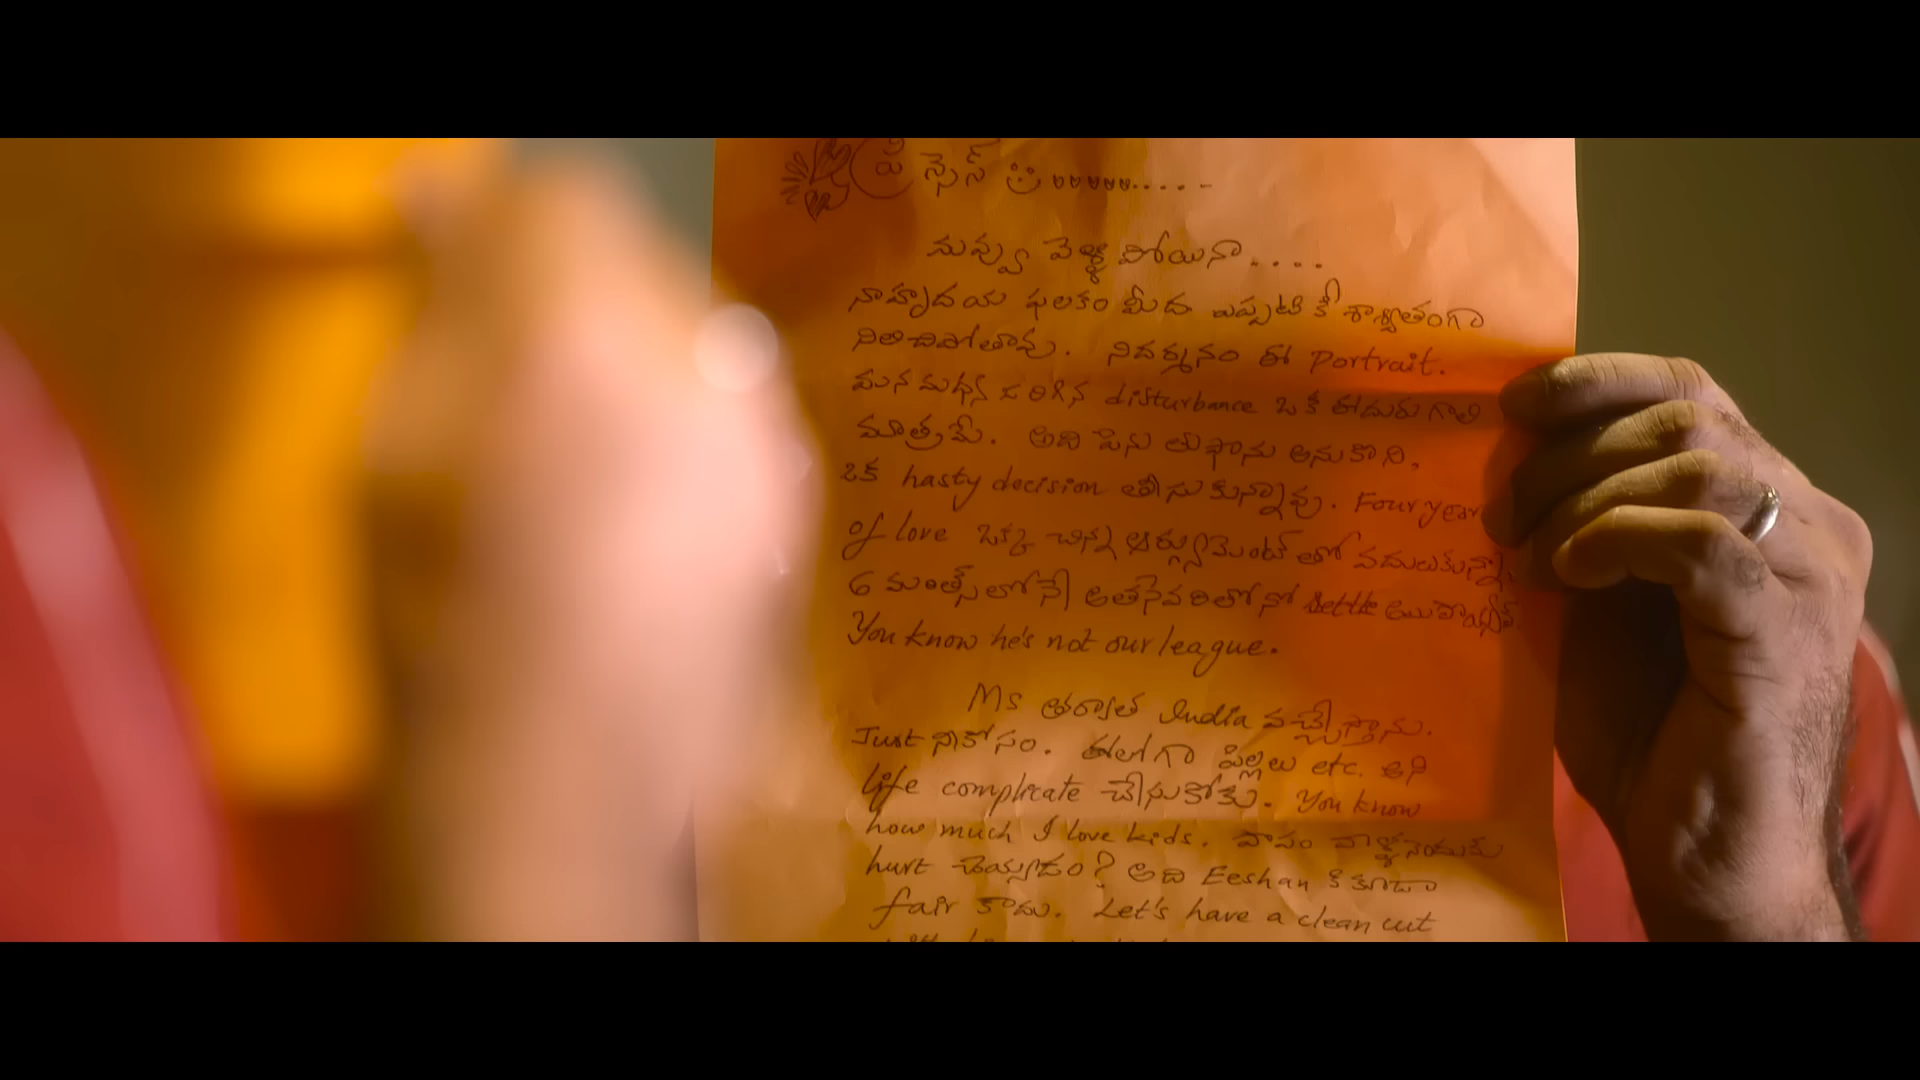 ప్రిన్సెస్
నువ్వు వెళ్ళి పోయినా....
నా హృదయ ఫలకం మీద ఎప్పటికీ శాశ్వతంగా
నిలిచిపోతావు. నిదర్శనం ఈ Portrait.
మన మధ్య జరిగిన disturbance ఒకే ఈదురు గాలి
మాత్రమే. అది పెను తుఫాను అనుకొని,
ఒక hasty decision తీసుకున్నావు. Four year
of love ఒక్క చిన్న ఆర్గ్యుమెంట్ తో వదులుకున్నా
6 మంత్స్ లోనే అతనెవరితోనో settle అయిపోయావ్.
You know he's not our league.
Ms తర్వాత India వచ్చేస్తాను.
Just నీకోసం. ఈలోగా పిల్లలు etc. అని
life complicate చేసుకోకు. You know
how much I love kids. పాపం వాళ్ళనెందుకు
hurt చెయ్యడం? అది Eeshan కి కూడా
fair కాదు. Let's have a clean cut